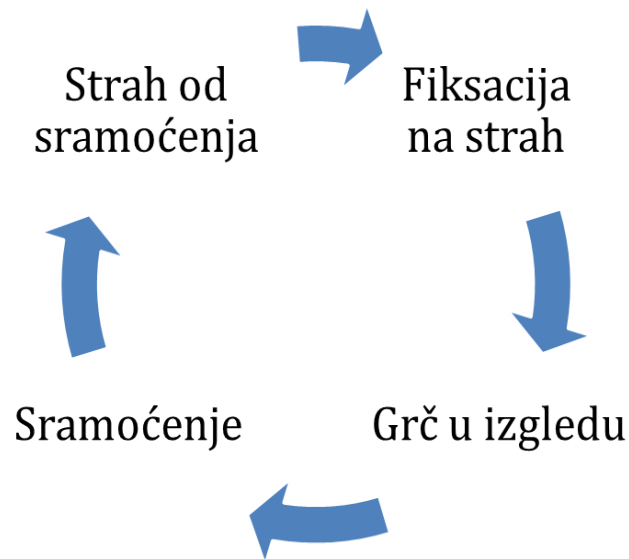 Strah od
sramoćenja
Fiksacija
na strah
Grč u izgledu
Sramoćenje